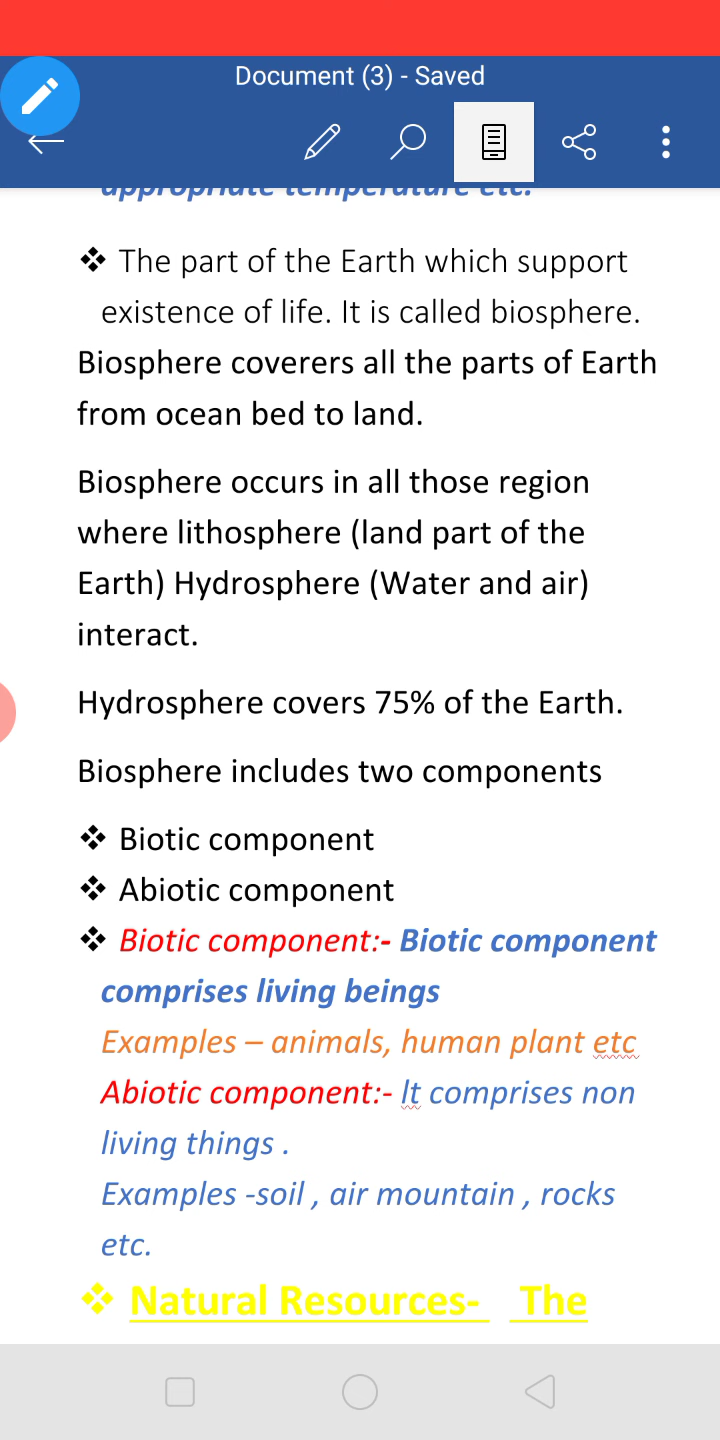 Document (3) - Saved
appropriate temperature etc.
❖ The part of the Earth which support
existence of life. It is called biosphere.
Biosphere coverers all the parts of Earth
from ocean bed to land.
Biosphere occurs in all those region
where lithosphere (land part of the
Earth) Hydrosphere (Water and air)
interact.
Hydrosphere covers 75% of the Earth.
Biosphere includes two components
❖ Biotic component
❖ Abiotic component
❖ Biotic component:- Biotic component
comprises living beings
Examples – animals, human plant etc
Abiotic component:- lt comprises non
living things .
Examples -soil , air mountain , rocks
etc.
❖ Natural Resources- The